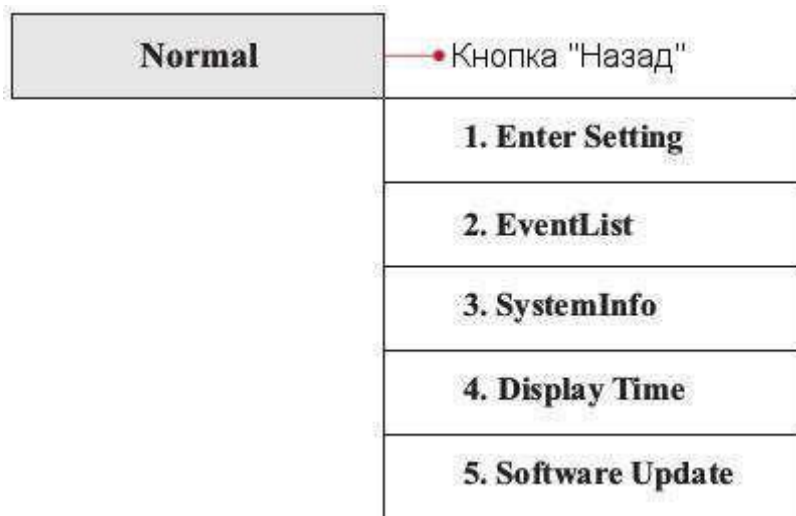 Normal
Кнопка "Назад"
1. Enter Setting
2. EventList
3. SystemInfo
4. Display Time
5. Software Update